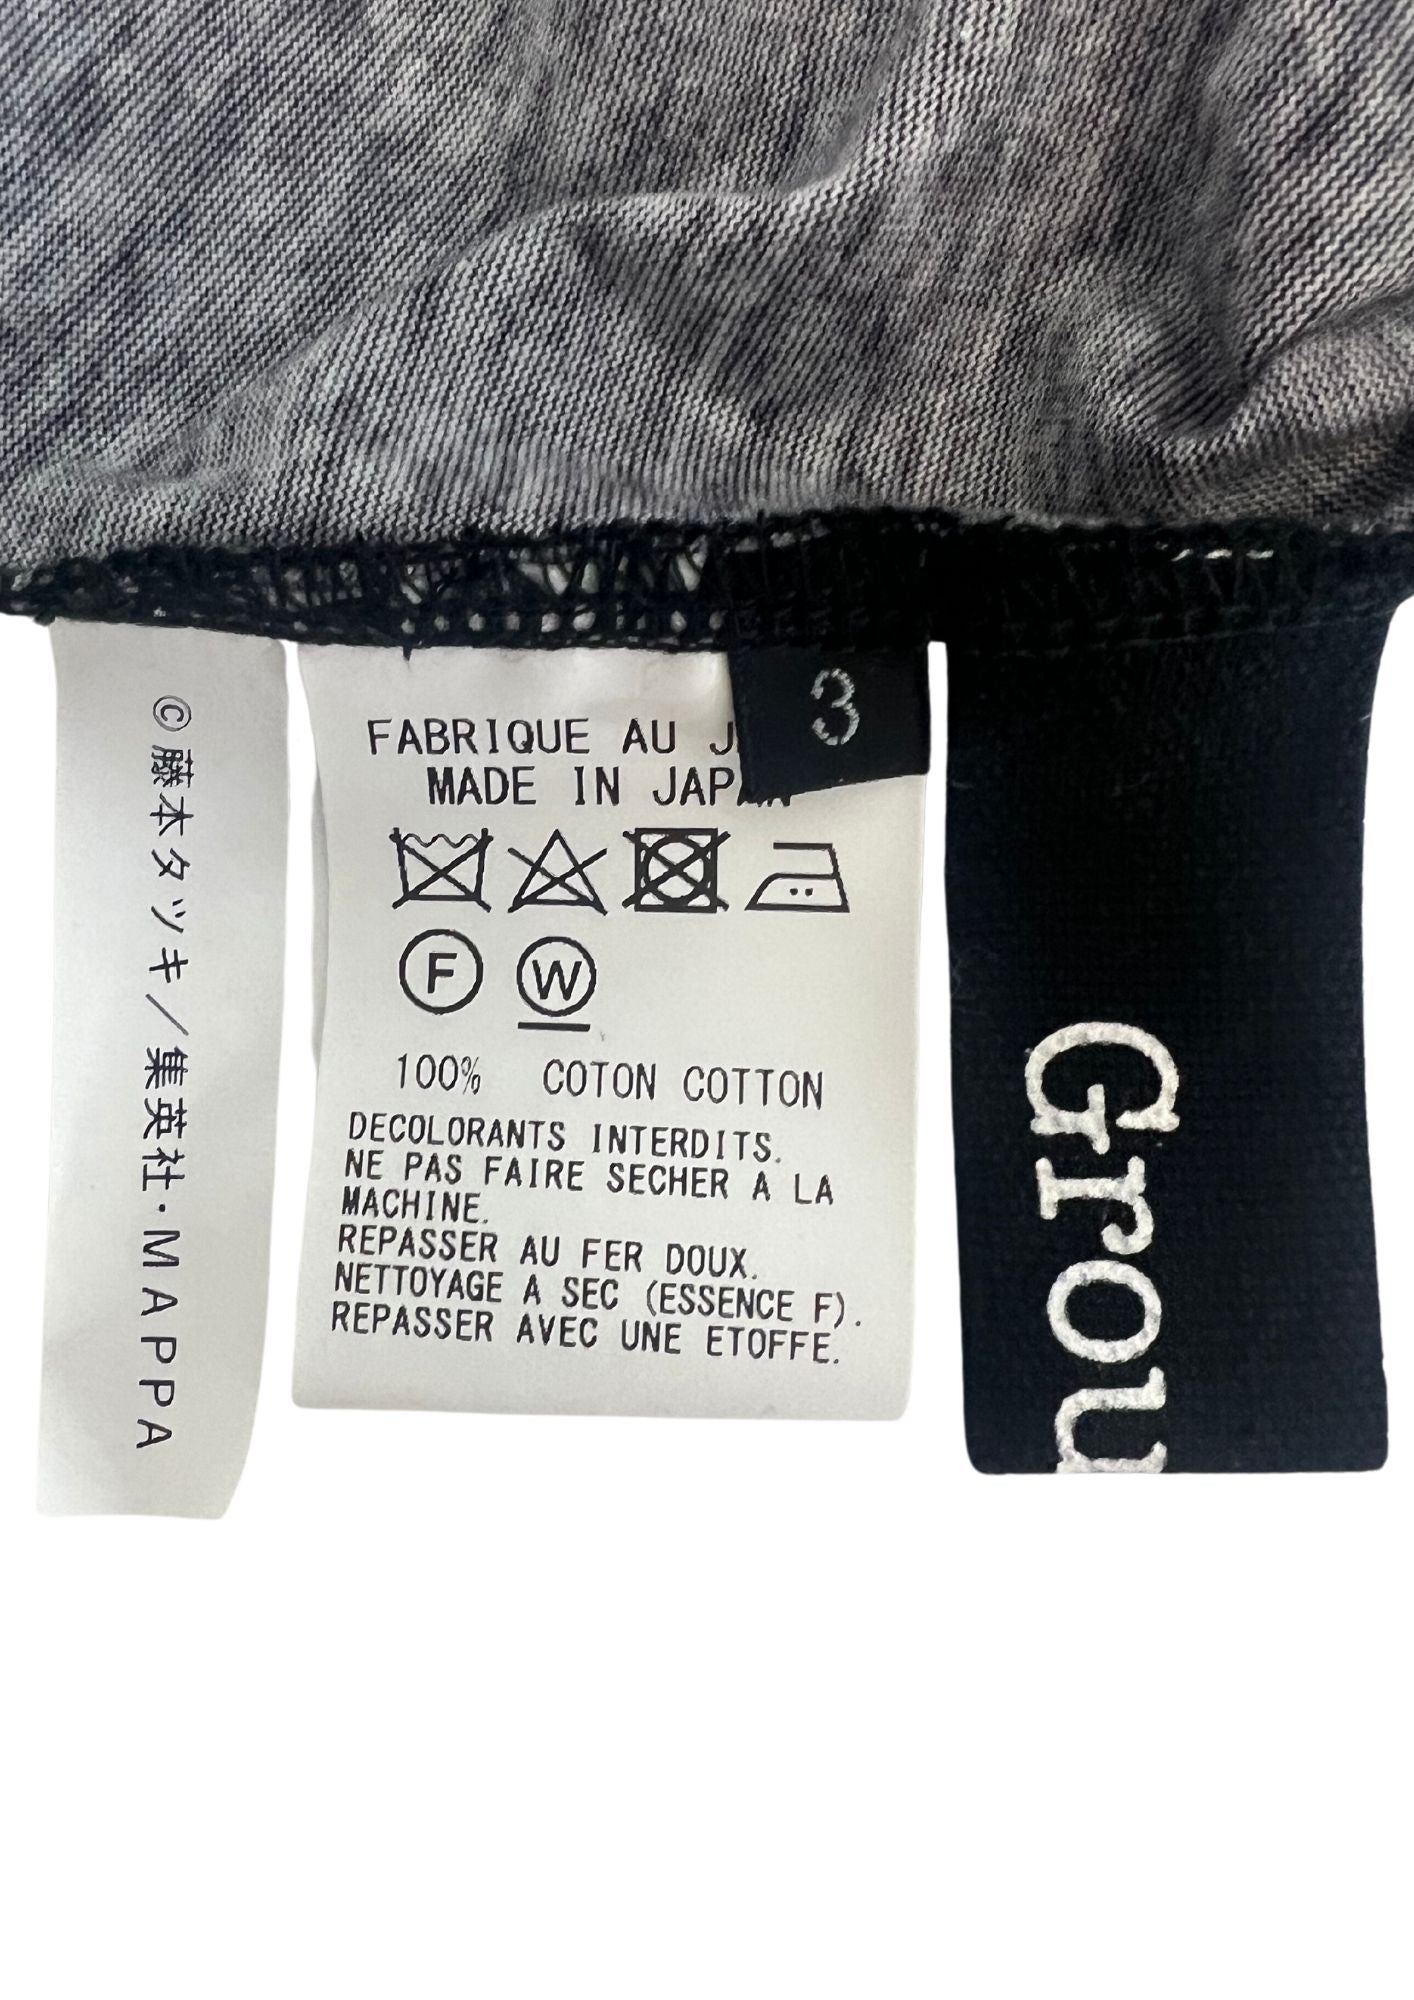 ©藤本タツキ／集英社・MAPPA
3
FABRIQUE AU J
MADE IN JAPAN
F W
100% COTON COTTON
DECOLORANTS INTERDITS.
NE PAS FAIRE SECHER A LA
MACHINE.
REPASSER AU FER DOUX.
NETTOYAGE A SEC (ESSENCE F).
REPASSER AVEC UNE ETOFFE.
Grou